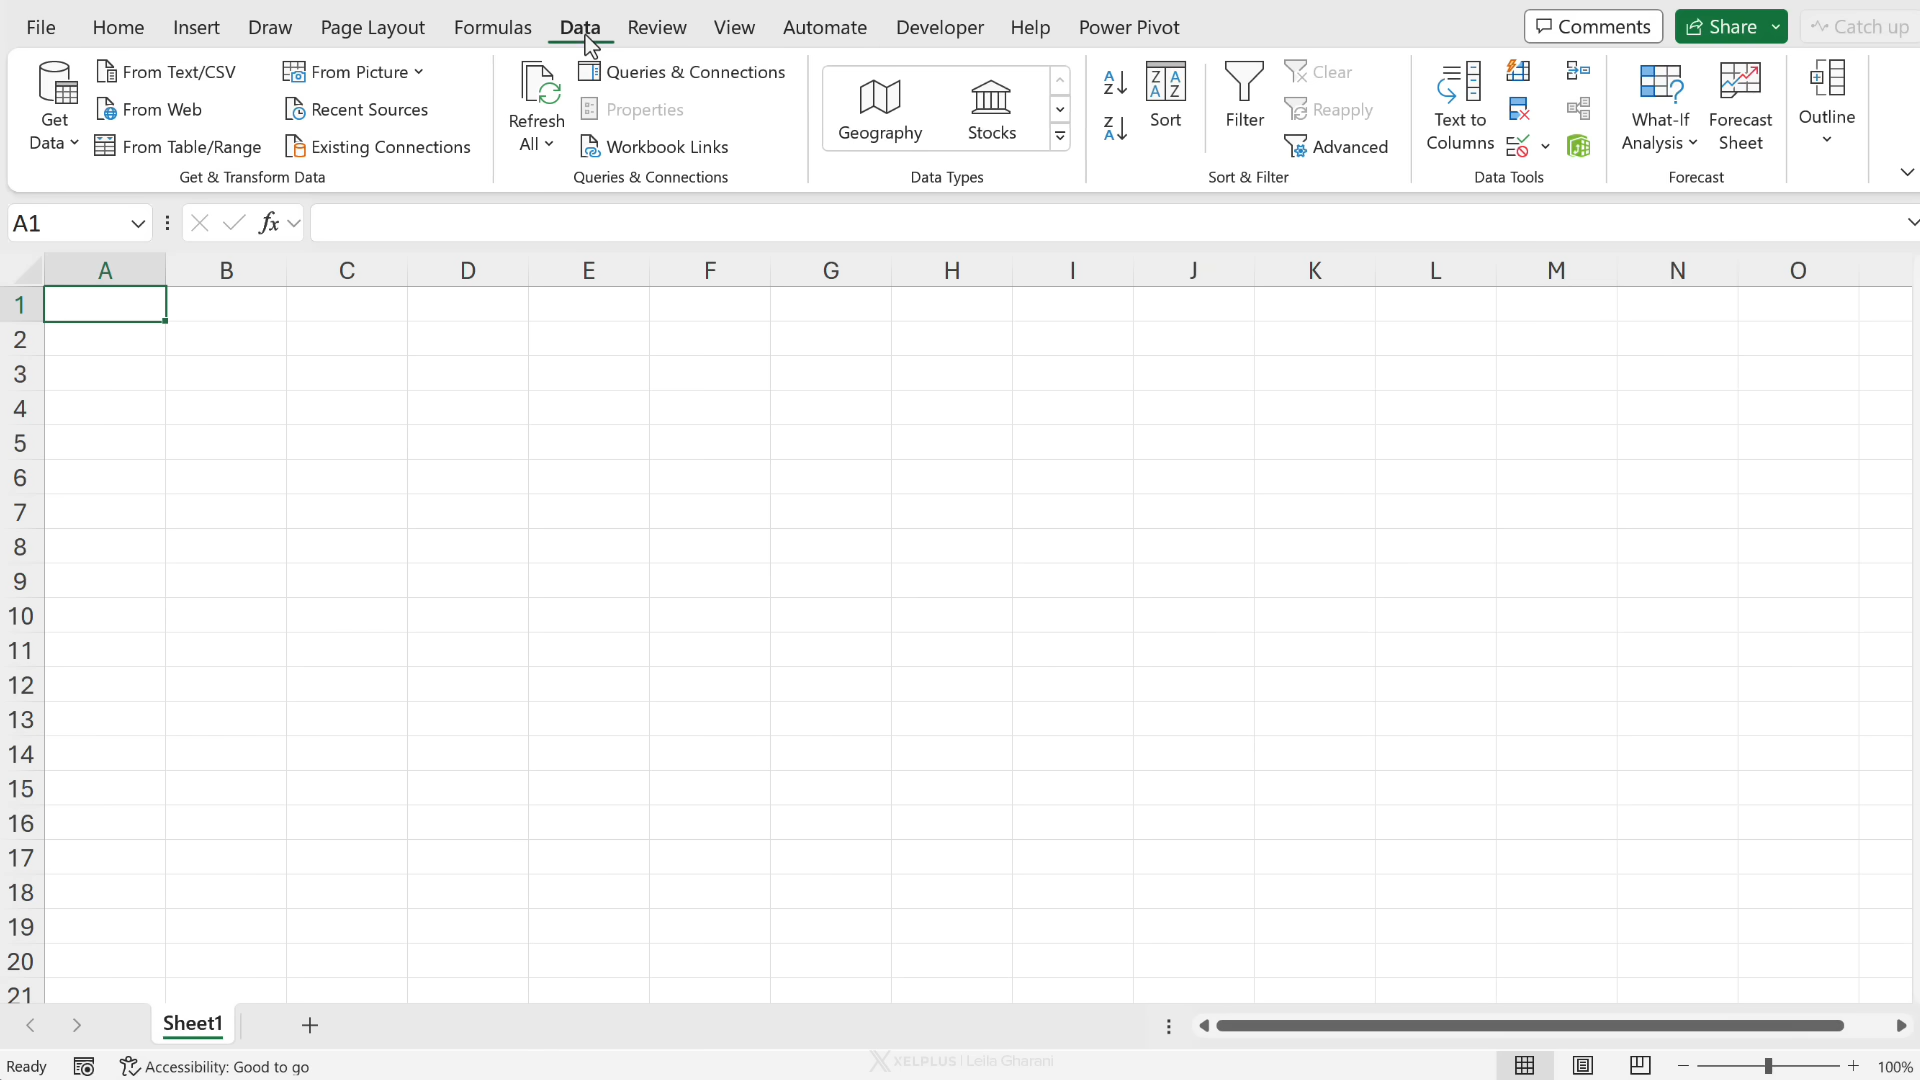 File Home Insert Draw Page Layout Formulas Data Review View Automate Developer Help Power Pivot Comments Share Catch up
Get Data
From Text/CSV
From Web
From Table/Range
From Picture
Recent Sources
Existing Connections
Get & Transform Data
Refresh All
Queries & Connections
Properties
Workbook Links
Queries & Connections
Geography
Stocks
Data Types
A Z
Z A
Z A A Z
Sort
Filter
Clear
Reapply
Advanced
Sort & Filter
Text to Columns
Data Tools
What-If Analysis
Forecast Sheet
Forecast
Outline
A1
fx
A B C D E F G H I J K L M N O
1
2
3
4
5
6
7
8
9
10
11
12
13
14
15
16
17
18
19
20
21
Sheet1
Ready
Accessibility: Good to go
XELPLUS | Leila Gharani
100%